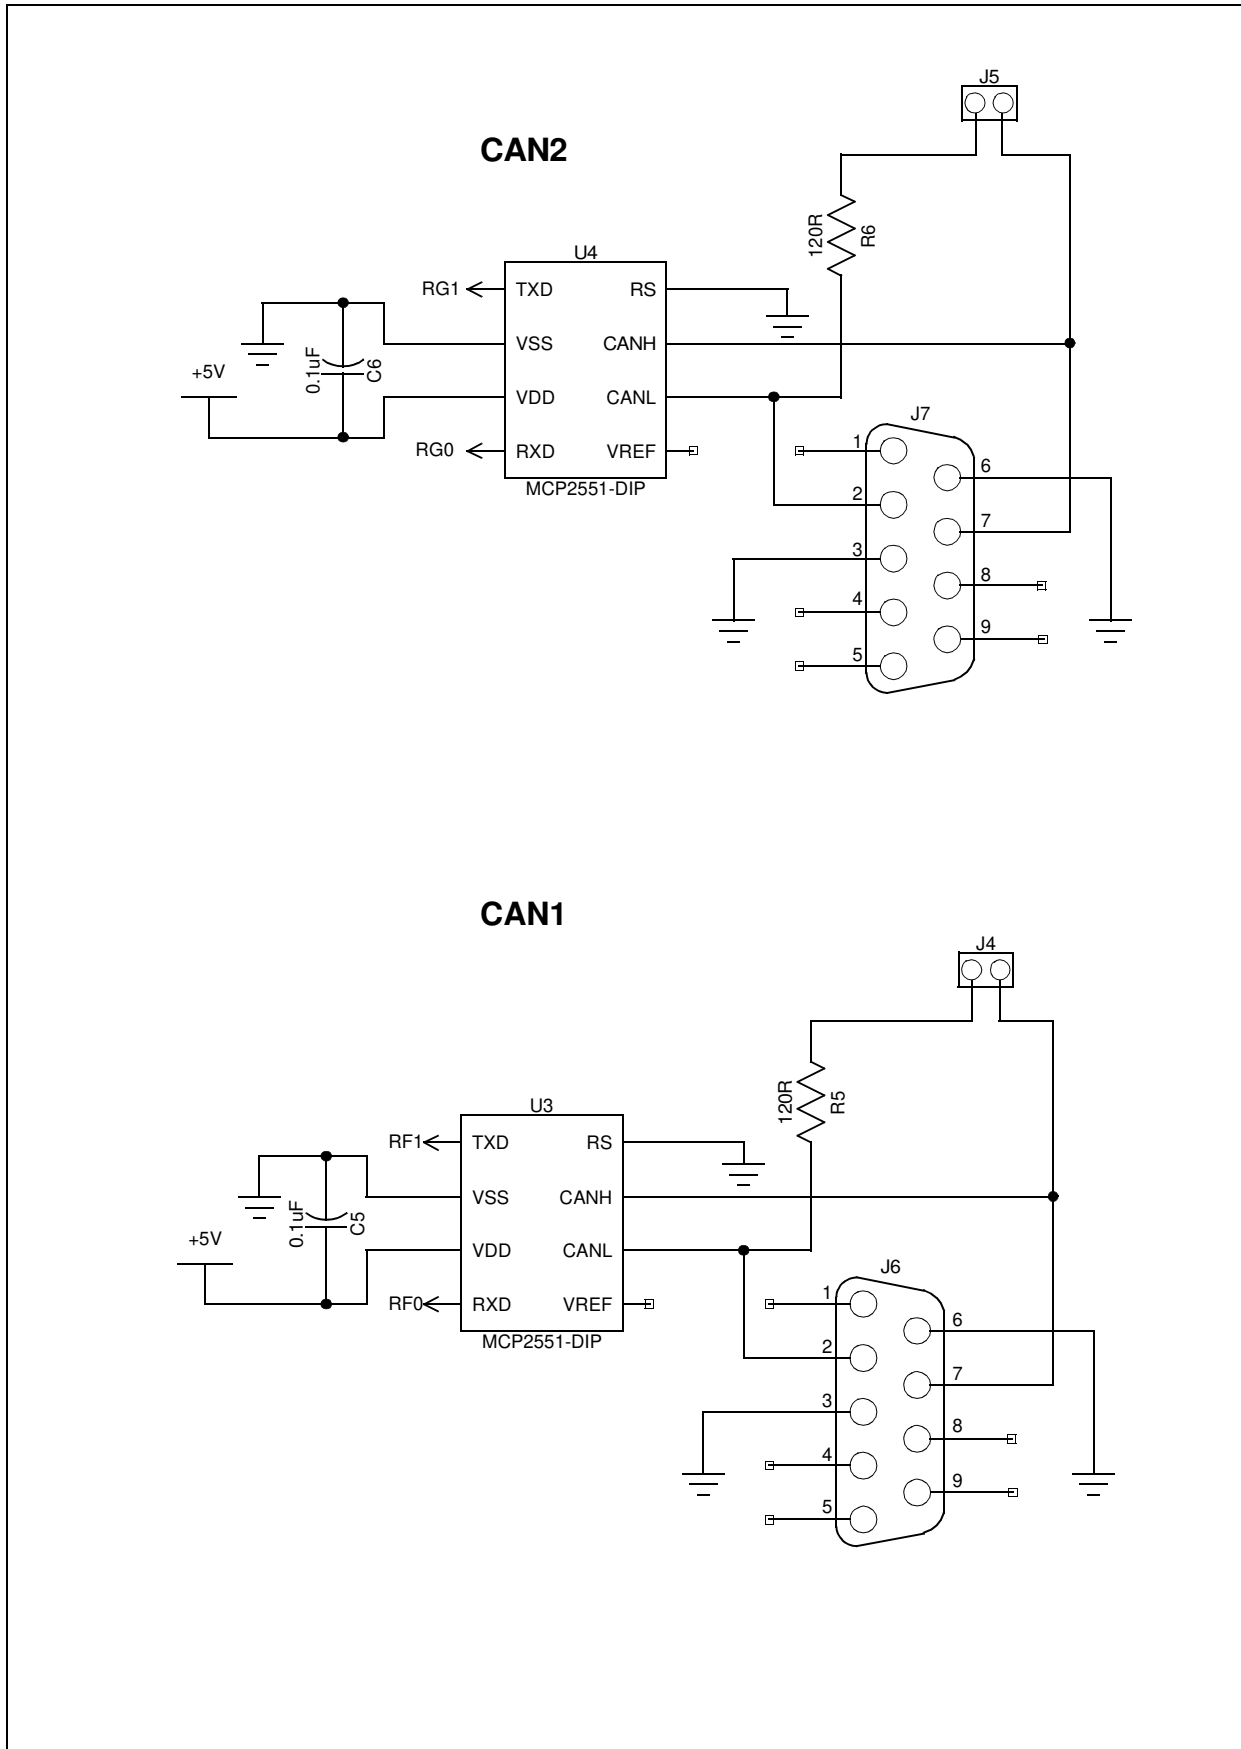 J5
CAN2
120R
R6
U4
RG1
TXD
RS
VSS
CANH
0.1uF
C6
+5V
VDD
CANL
J7
RG0
RXD
VREF
MCP2551-DIP
1
6
2
7
3
8
4
9
5
CAN1
J4
120R
R5
U3
RF1
TXD
RS
VSS
CANH
0.1uF
C5
+5V
VDD
CANL
J6
RF0
RXD
VREF
MCP2551-DIP
1
6
2
7
3
8
4
9
5